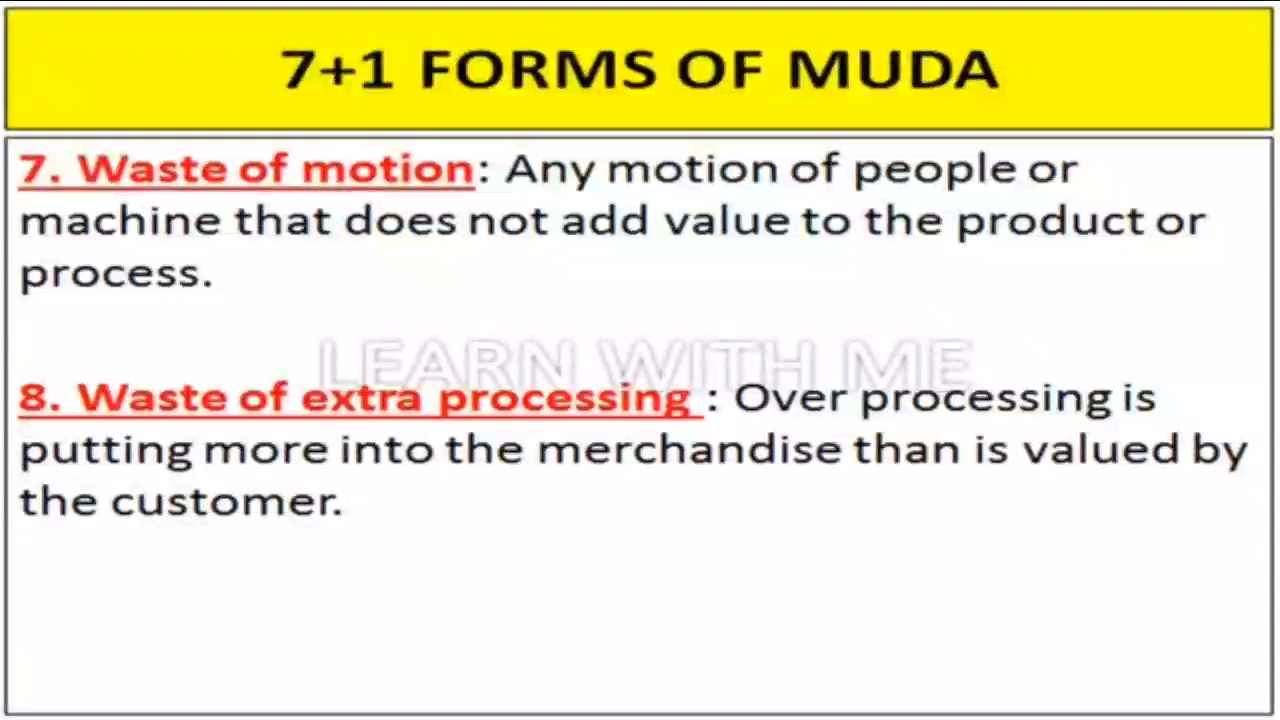 7+1 FORMS OF MUDA
7. Waste of motion: Any motion of people or
machine that does not add value to the product or
process.
LEARN WITH ME
8. Waste of extra processing : Over processing is
putting more into the merchandise than is valued by
the customer.